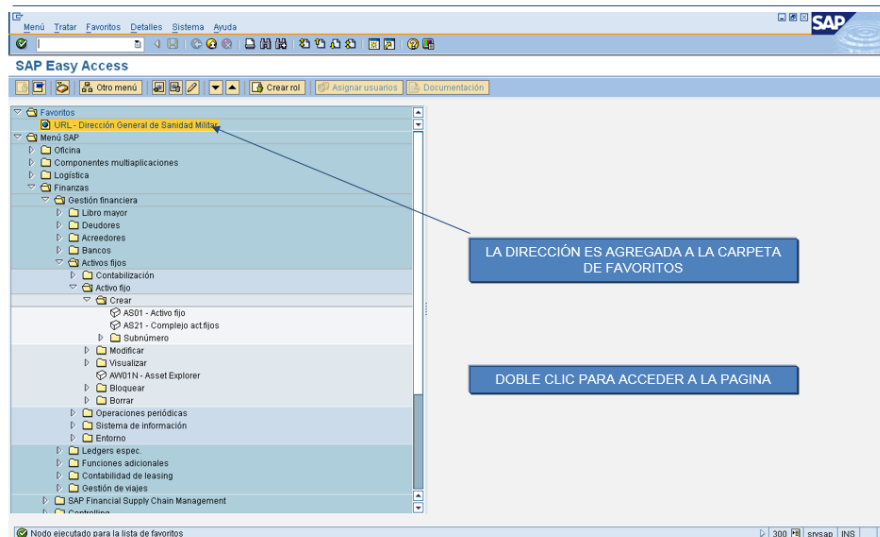 Menú Tratar Favoritos Detalles Sistema Ayuda
SAP
SAP Easy Access
Otro menú Crear rol Asignar usuarios Documentación
Favoritos
URL - Dirección General de Sanidad Militar
Menú SAP
Oficina
Componentes multiaplicaciones
Logística
Finanzas
Gestión financiera
Libro mayor
Deudores
Acreedores
Bancos
Activos fijos
Contabilización
Activo fijo
Crear
AS01 - Activo fijo
AS21 - Complejo act.fijos
Subnúmero
Modificar
Visualizar
AW01N - Asset Explorer
Bloquear
Borrar
Operaciones periódicas
Sistema de información
Entorno
Ledgers espec.
Funciones adicionales
Contabilidad de leasing
Gestión de viajes
SAP Financial Supply Chain Management
Controlling
LA DIRECCIÓN ES AGREGADA A LA CARPETA
DE FAVORITOS
DOBLE CLIC PARA ACCEDER A LA PAGINA
Nodo ejecutado para la lista de favoritos
300 srvsap INS